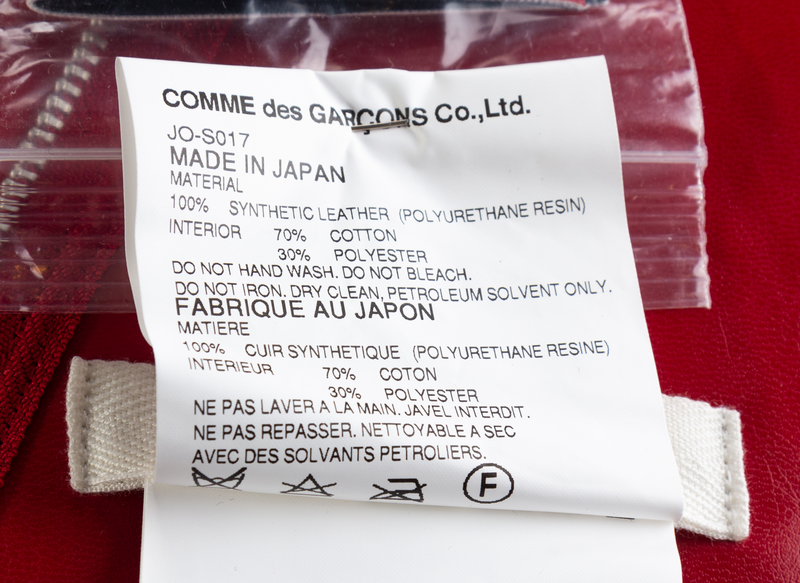 COMME des GARÇONS Co.,Ltd.
JO-S017
MADE IN JAPAN
MATERIAL
100% SYNTHETIC LEATHER (POLYURETHANE RESIN)
INTERIOR 70% COTTON
30% POLYESTER
DO NOT HAND WASH. DO NOT BLEACH.
DO NOT IRON. DRY CLEAN, PETROLEUM SOLVENT ONLY.
FABRIQUE AU JAPON
MATIERE
100% CUIR SYNTHETIQUE (POLYURETHANE RESINE)
INTERIEUR 70% COTON
30% POLYESTER
NE PAS LAVER A LA MAIN. JAVEL INTERDIT.
NE PAS REPASSER. NETTOYABLE A SEC
AVEC DES SOLVANTS PETROLIERS.
F